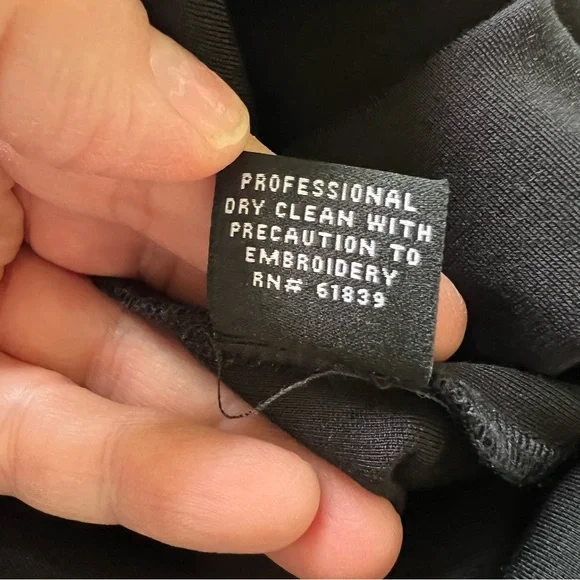 PROFESSIONAL
DRY CLEAN WITH
PRECAUTION TO
EMBROIDERY
RN# 61839